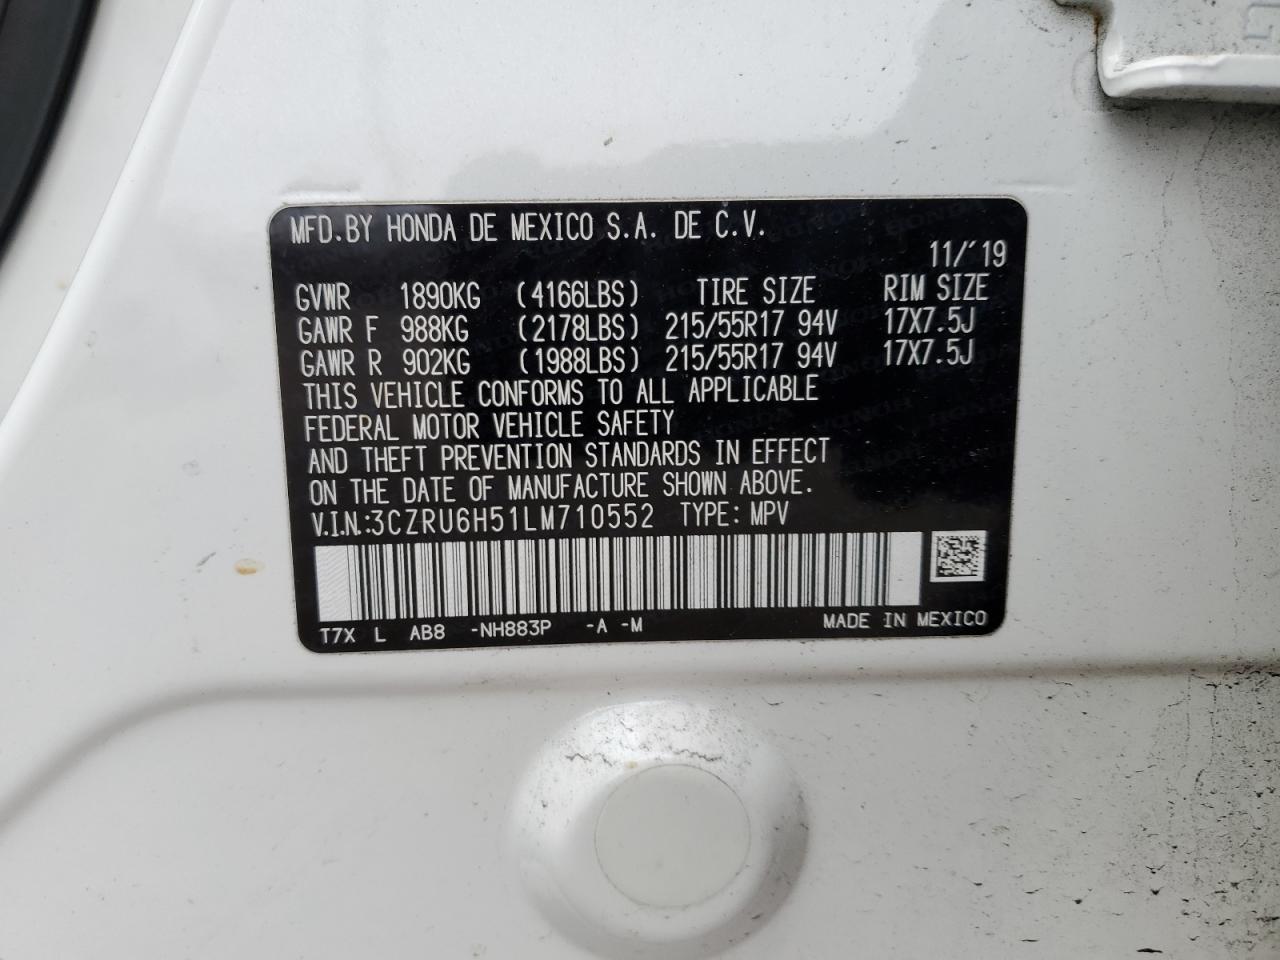 MFD.BY HONDA DE MEXICO S.A. DE C.V.
11/'19
GVWR 1890KG (4166LBS) TIRE SIZE RIM SIZE
GAWR F 988KG (2178LBS) 215/55R17 94V 17X7.5J
GAWR R 902KG (1988LBS) 215/55R17 94V 17X7.5J
THIS VEHICLE CONFORMS TO ALL APPLICABLE
FEDERAL MOTOR VEHICLE SAFETY
AND THEFT PREVENTION STANDARDS IN EFFECT
ON THE DATE OF MANUFACTURE SHOWN ABOVE.
V.I.N.:3CZRU6H51LM710552 TYPE: MPV
T7X L AB8 -NH883P -A -M MADE IN MEXICO